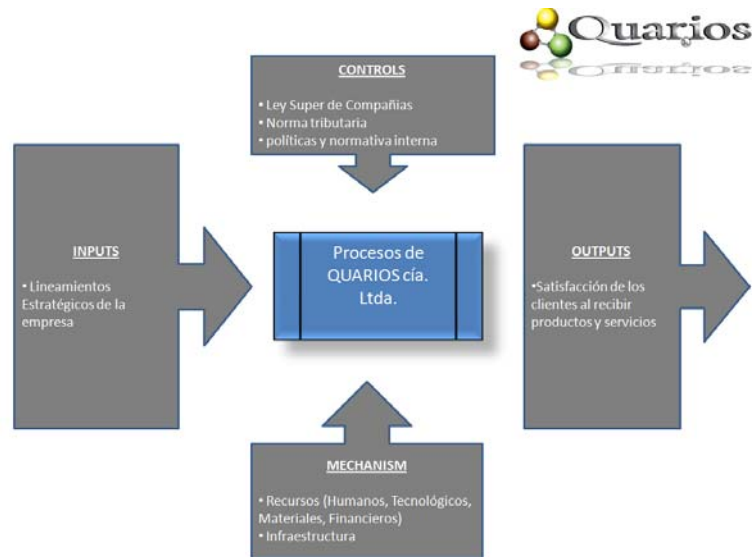 Quarios
CONTROLS
• Ley Super de Compañias
• Norma tributaria
• políticas y normativa interna
INPUTS
• Lineamientos
Estratégicos de la
empresa
Procesos de
QUARIOS cía.
Ltda.
OUTPUTS
•Satisfacción de los
clientes al recibir
productos y servicios
MECHANISM
• Recursos (Humanos, Tecnológicos,
Materiales, Financieros)
• Infraestructura